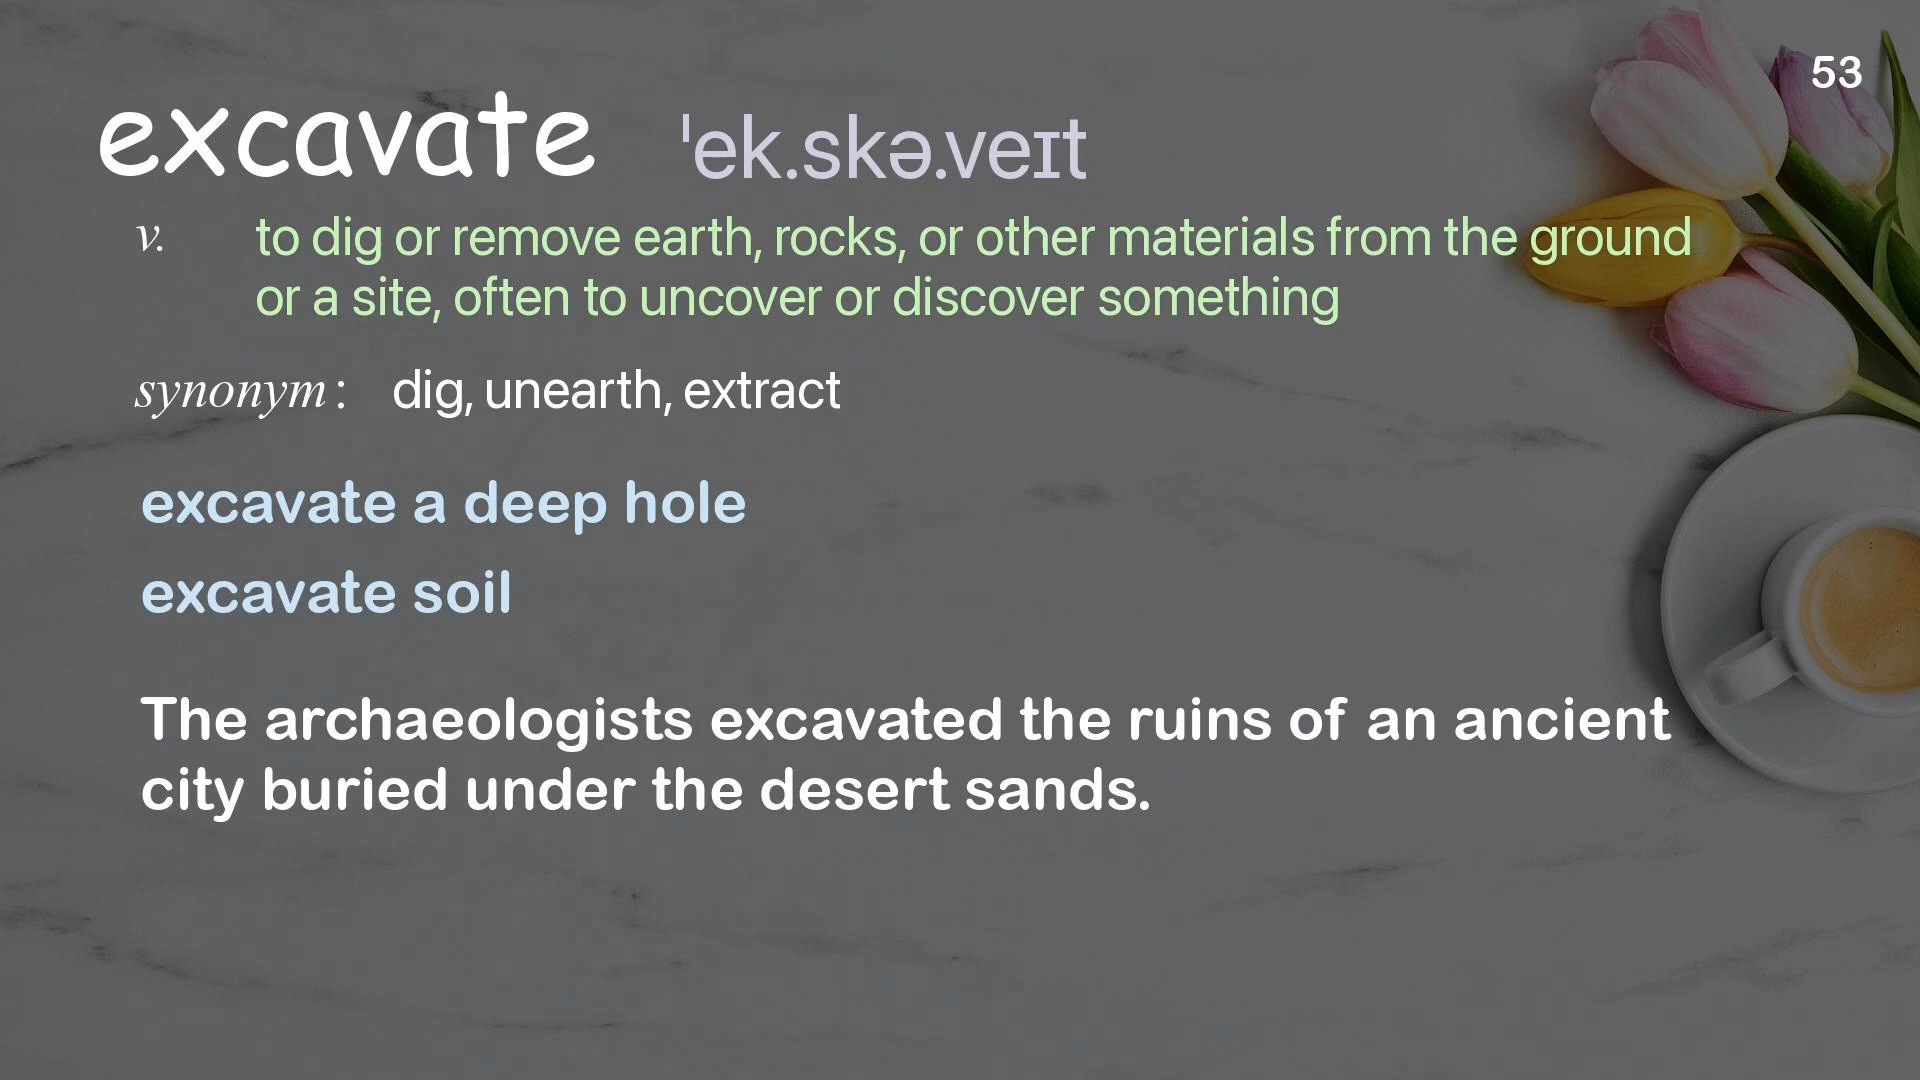 53
excavate ˈek.skə.veɪt
v. to dig or remove earth, rocks, or other materials from the ground
or a site, often to uncover or discover something
synonym: dig, unearth, extract
excavate a deep hole
excavate soil
The archaeologists excavated the ruins of an ancient
city buried under the desert sands.